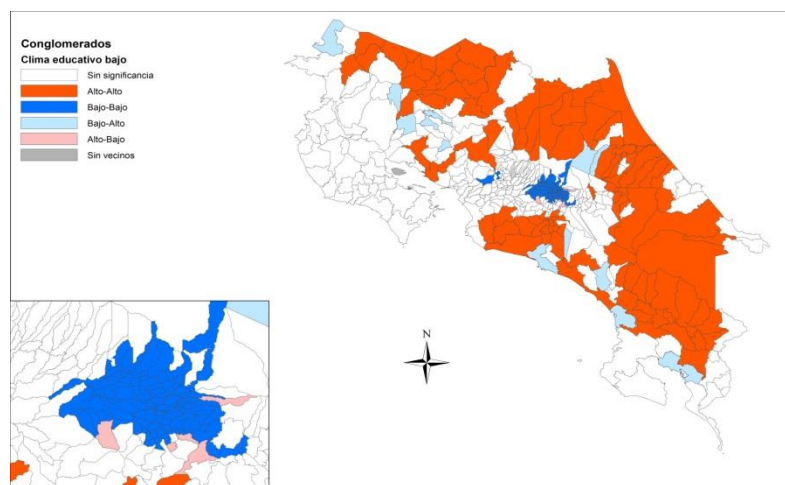 Conglomerados
Clima educativo bajo
Sin significancia
Alto-Alto
Bajo-Bajo
Bajo-Alto
Alto-Bajo
Sin vecinos
N